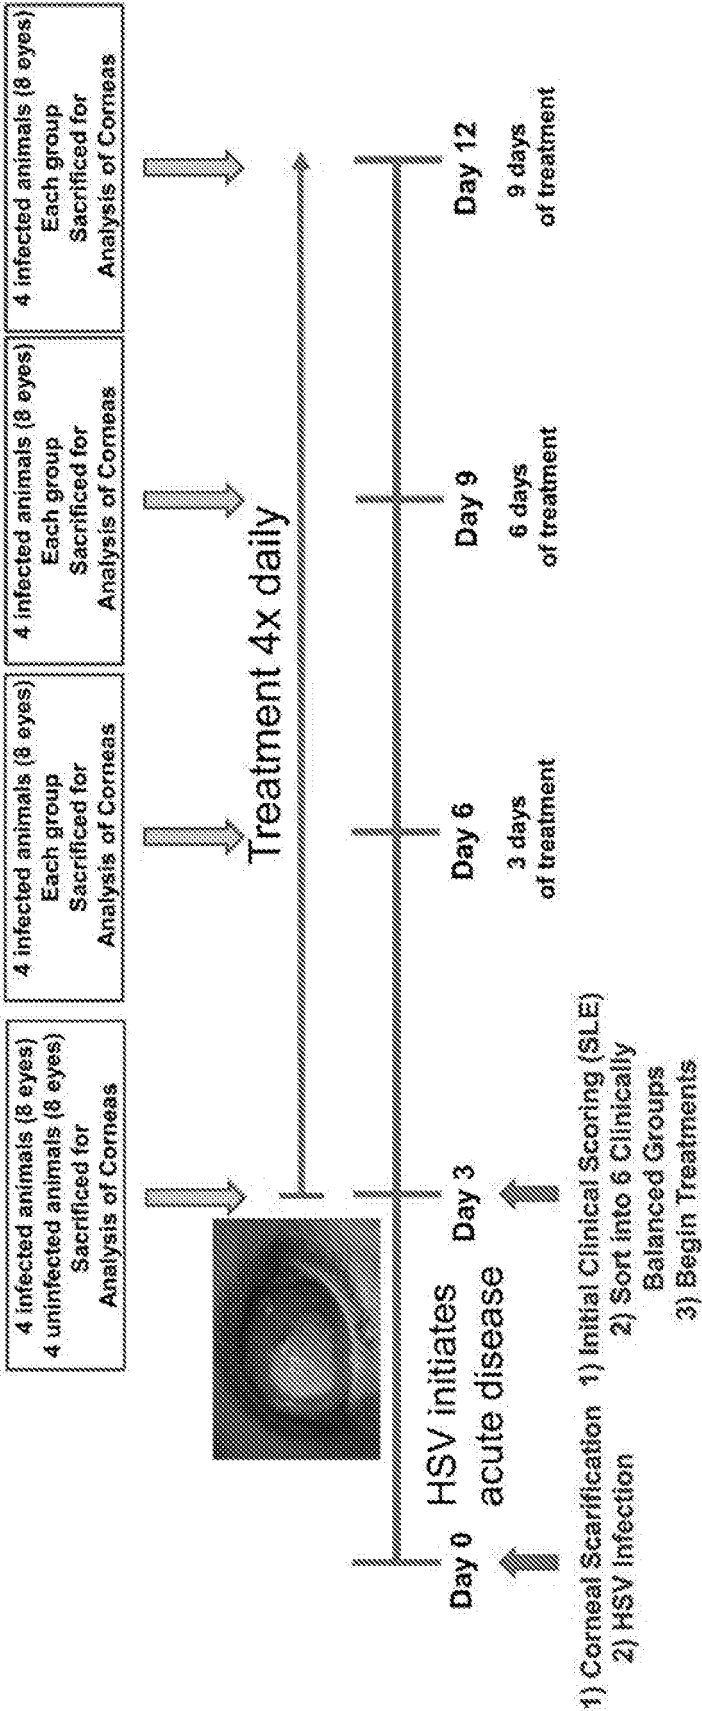 4 infected animals (8 eyes)
4 uninfected animals (8 eyes)
Sacrificed for
Analysis of Corneas
4 infected animals (8 eyes)
Each group
Sacrificed for
Analysis of Corneas
4 infected animals (8 eyes)
Each group
Sacrificed for
Analysis of Corneas
4 infected animals (8 eyes)
Each group
Sacrificed for
Analysis of Corneas
Treatment 4x daily
HSV initiates
acute disease
Day 0
Day 3
Day 6
Day 9
Day 12
3 days
of treatment
6 days
of treatment
9 days
of treatment
1) Corneal Scarification
2) HSV Infection
1) Initial Clinical Scoring (SLE)
2) Sort into 6 Clinically
Balanced Groups
3) Begin Treatments